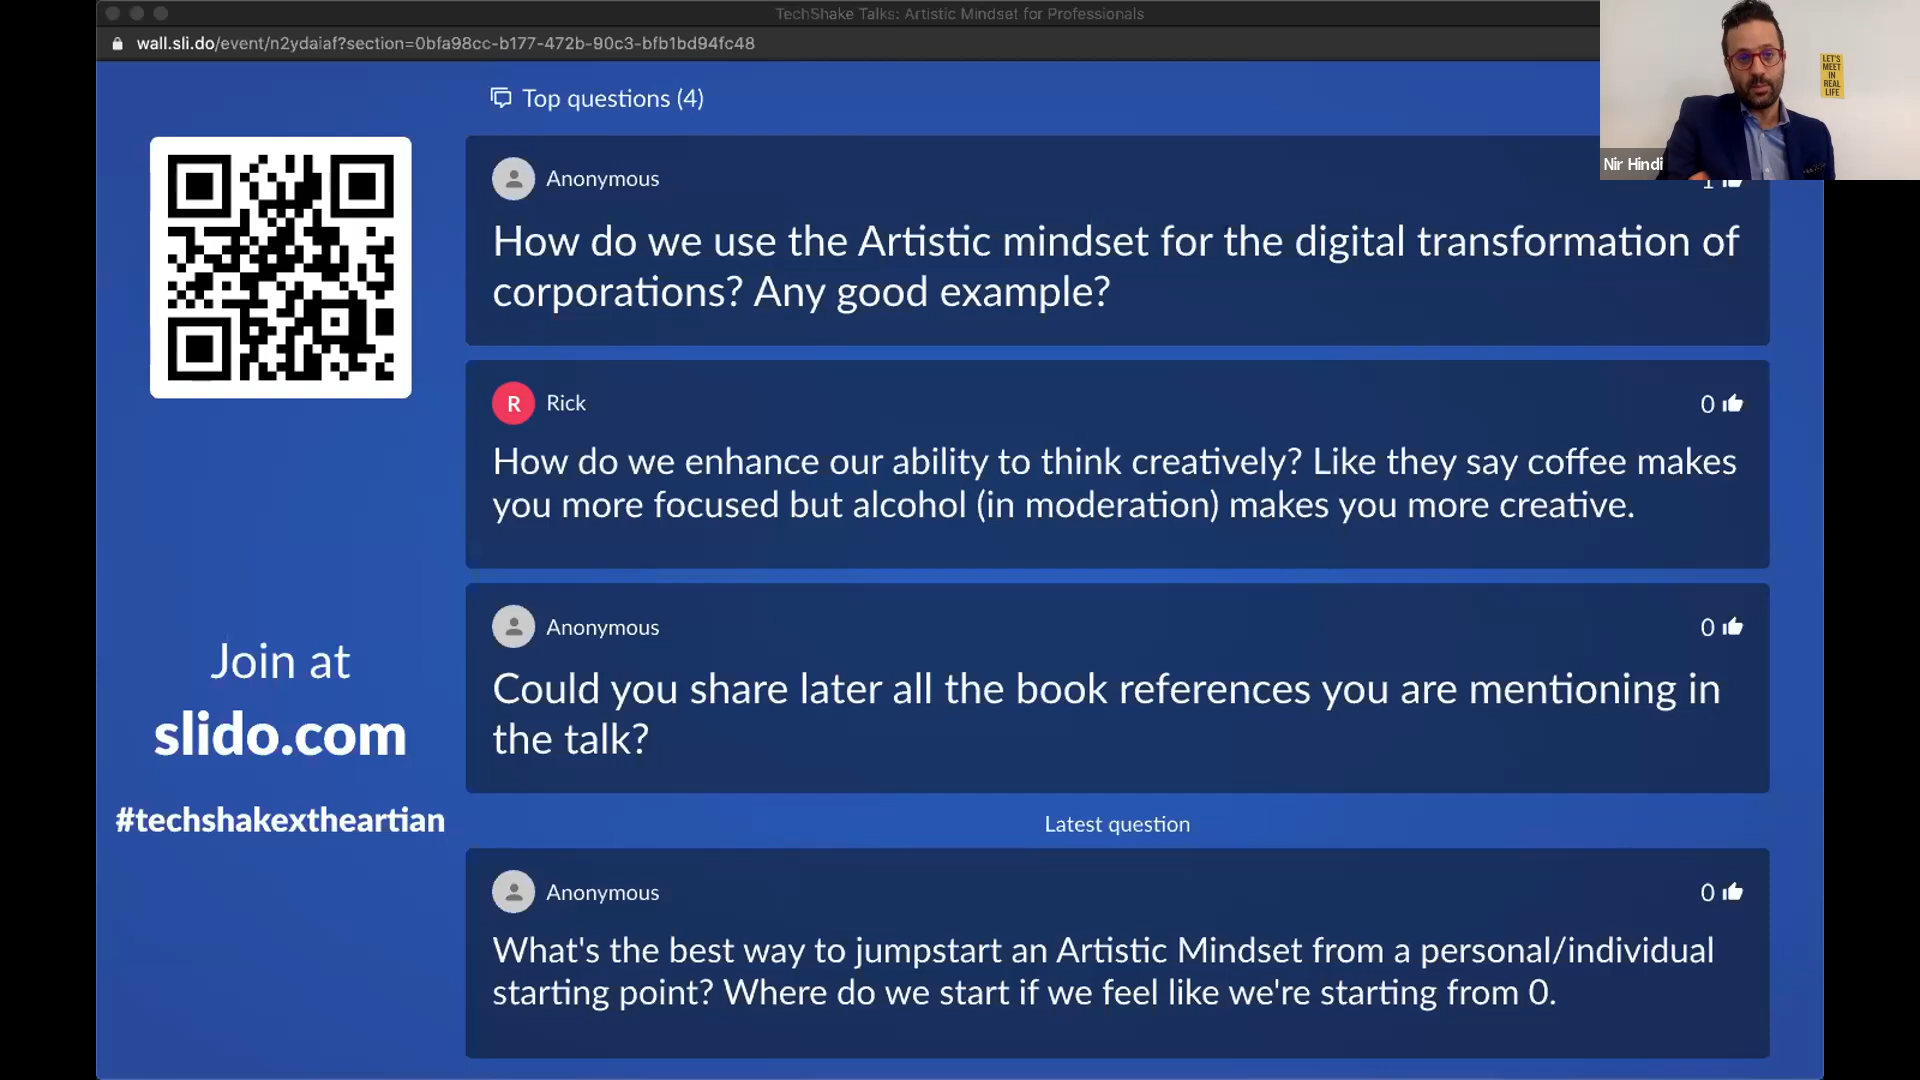 TechShake Talks: Artistic Mindset for Professionals
wall.sli.do/event/n2ydaiaf?section=0bfa98cc-b177-472b-90c3-bfb1bd94fc48
LET'S
MEET
IN
REAL
LIFE
Nir Hindi
Top questions (4)
Anonymous
1
How do we use the Artistic mindset for the digital transformation of
corporations? Any good example?
R
Rick
0
How do we enhance our ability to think creatively? Like they say coffee makes
you more focused but alcohol (in moderation) makes you more creative.
Anonymous
0
Could you share later all the book references you are mentioning in
the talk?
Join at
slido.com
#techshakextheartian
Latest question
Anonymous
0
What's the best way to jumpstart an Artistic Mindset from a personal/individual
starting point? Where do we start if we feel like we're starting from 0.